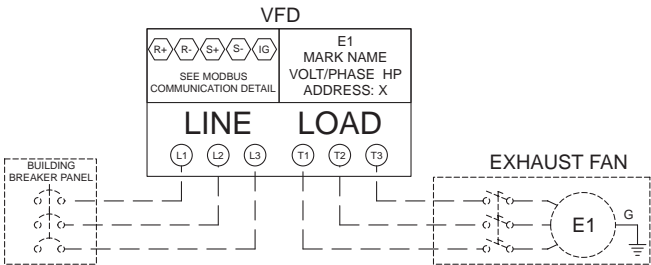 VFD
R+ R- S+ S- IG
SEE MODBUS
COMMUNICATION DETAIL
E1
MARK NAME
VOLT/PHASE HP
ADDRESS: X
LINE LOAD
L1 L2 L3 T1 T2 T3
BUILDING
BREAKER PANEL
EXHAUST FAN
E1
G